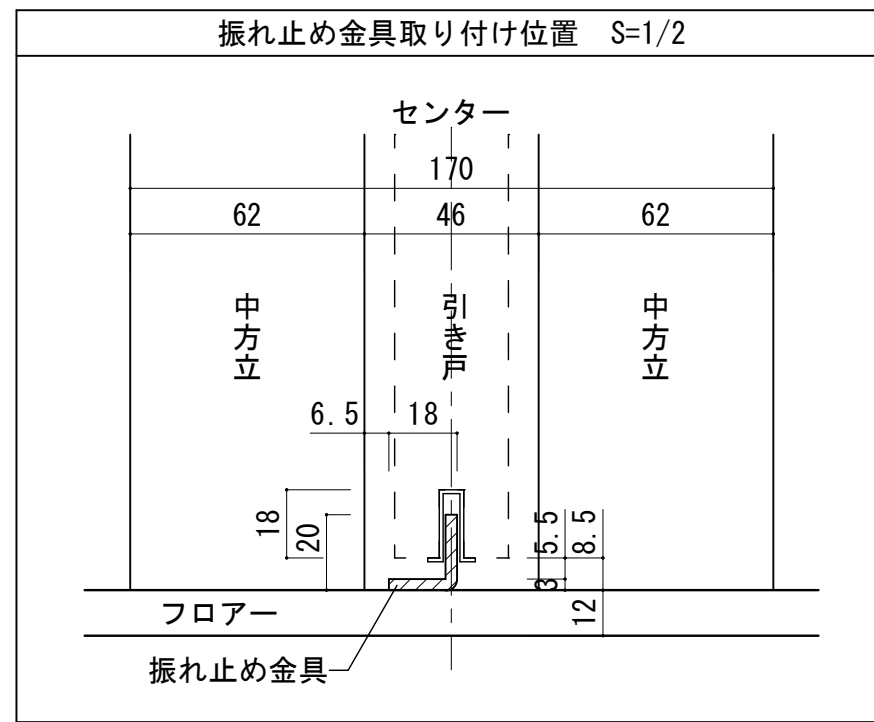 振れ止め金具取り付け位置 S=1/2
センター
170
62 46 62
中方立
引き戸
中方立
6.5 18
18
20
5.5
8.5
3
12
フロアー
振れ止め金具